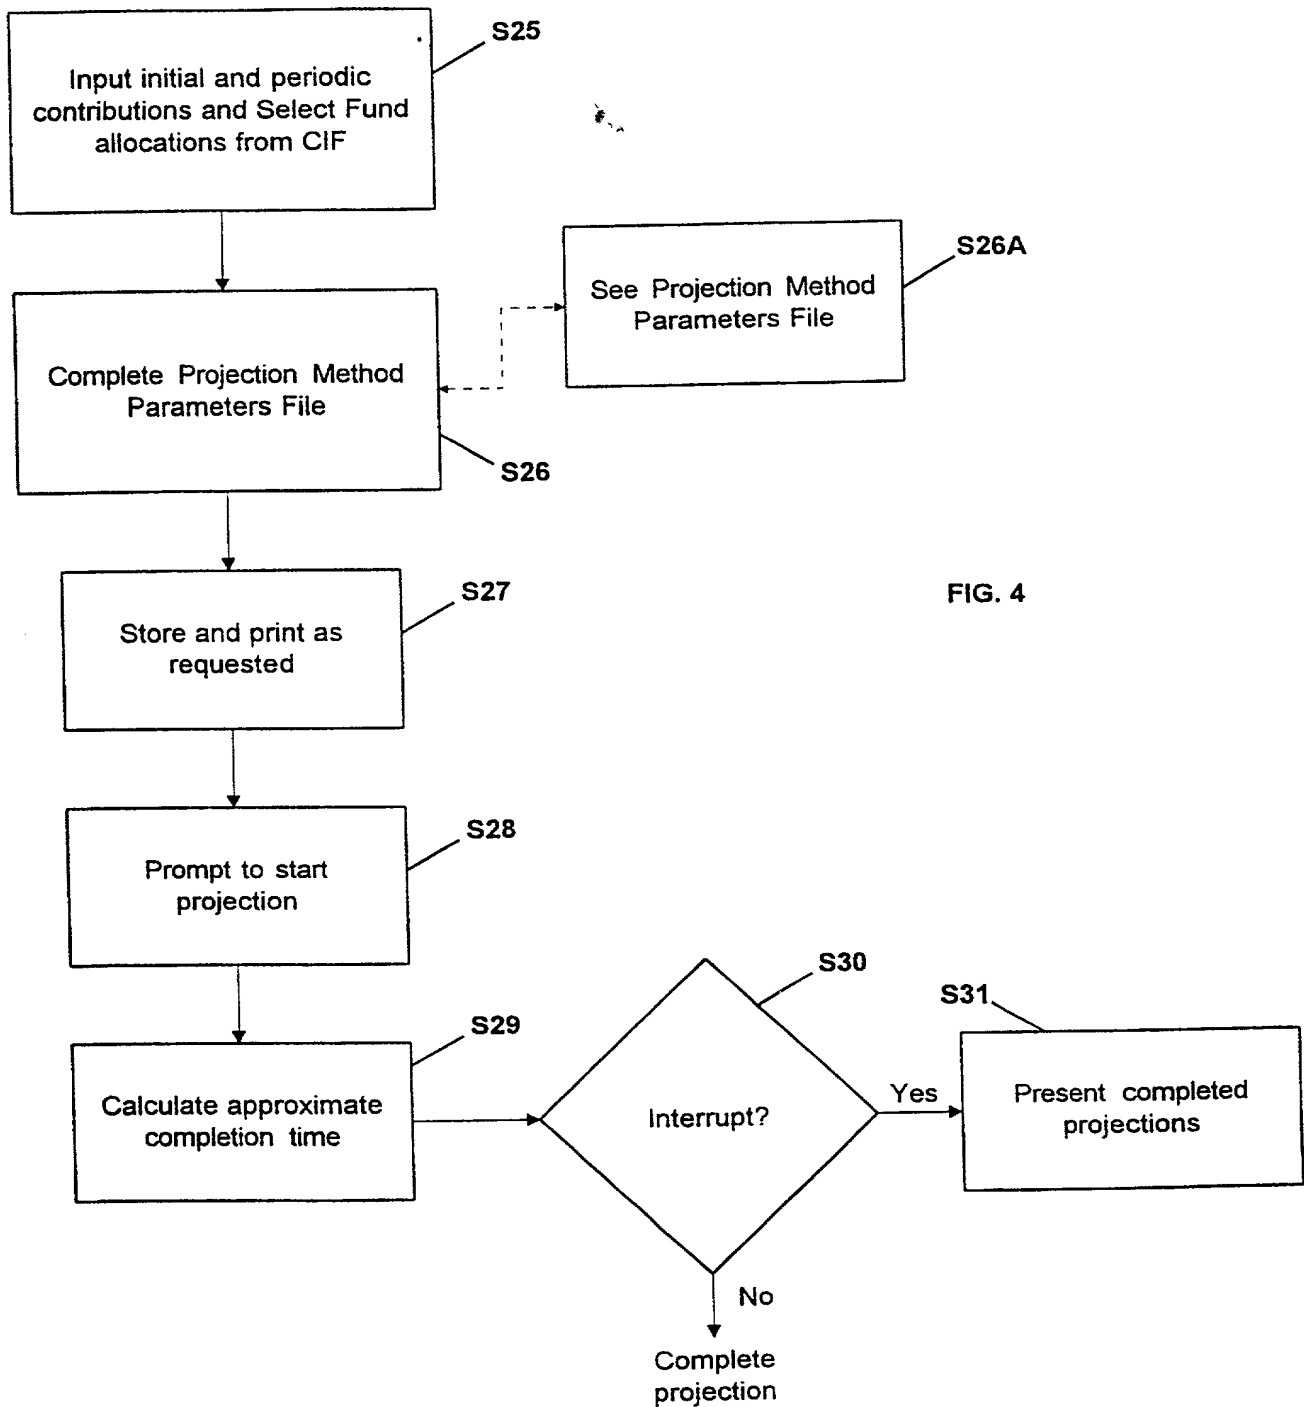 S25
Input initial and periodic
contributions and Select Fund
allocations from CIF
S26A
See Projection Method
Parameters File
Complete Projection Method
Parameters File
S26
S27
Store and print as
requested
FIG. 4
S28
Prompt to start
projection
S30
S31
S29
Calculate approximate
completion time
Interrupt?
Yes
Present completed
projections
No
Complete
projection